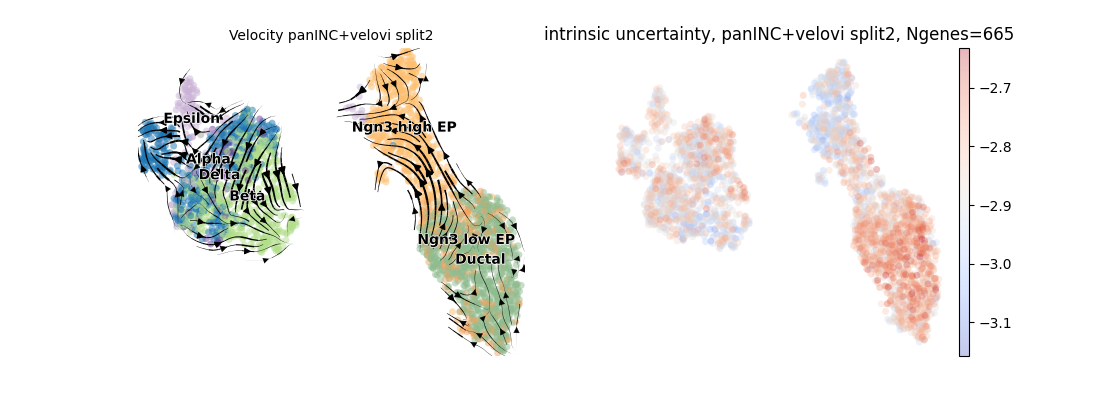 Velocity panINC+velovi split2
intrinsic uncertainty, panINC+velovi split2, Ngenes=665
Epsilon
Alpha
Delta
Beta
Ngn3 high EP
Ngn3 low EP
Ductal
−2.7
−2.8
−2.9
−3.0
−3.1